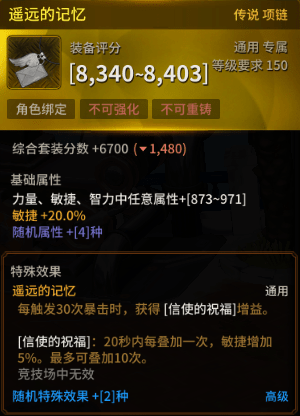 遥远的记忆 传说 项链
装备评分 通用 专属
[8,340~8,403] 等级要求 150
角色绑定 不可强化 不可重铸
综合套装分数 +6700 (▼1,480)
基础属性
力量、敏捷、智力中任意属性+[873~971]
敏捷 +20.0%
随机属性 +[4]种
特殊效果
遥远的记忆 通用
每触发30次暴击时，获得 [信使的祝福]增益。
[信使的祝福]：20秒内每叠加一次，敏捷增加
5%。最多可叠加10次。
竞技场中无效
随机特殊效果 +[2]种 高级